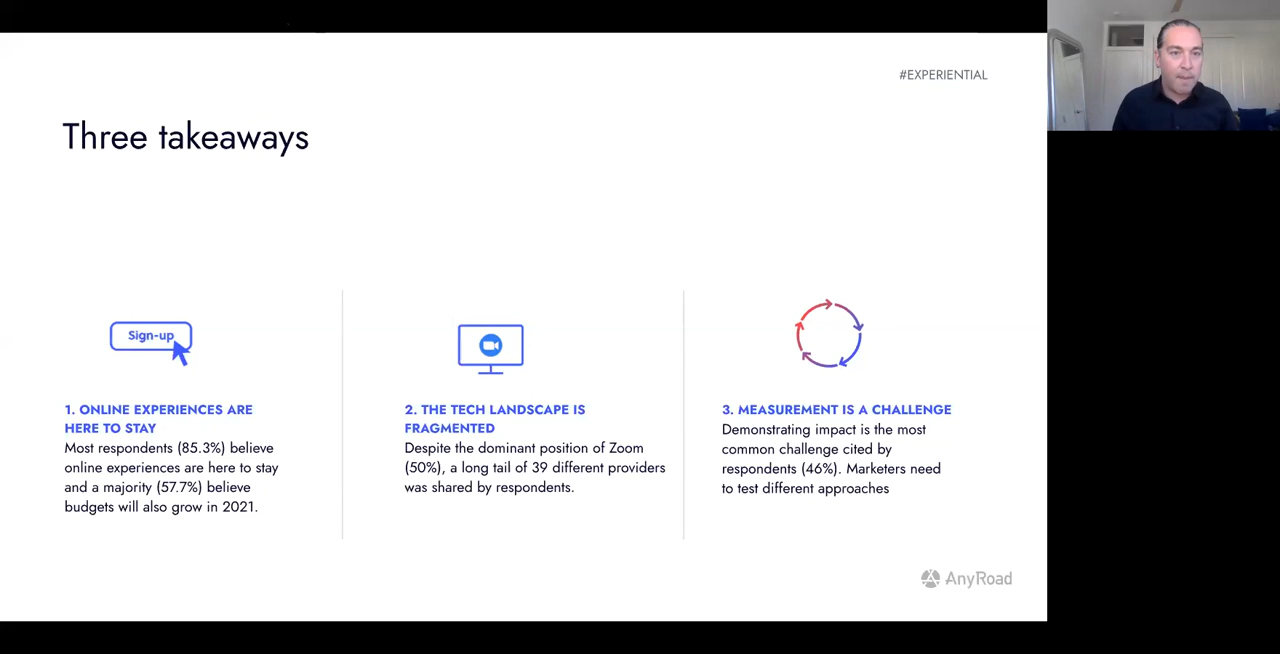 #EXPERIENTIAL
Three takeaways
Sign-up
1. ONLINE EXPERIENCES ARE
HERE TO STAY
Most respondents (85.3%) believe
online experiences are here to stay
and a majority (57.7%) believe
budgets will also grow in 2021.
2. THE TECH LANDSCAPE IS
FRAGMENTED
Despite the dominant position of Zoom
(50%), a long tail of 39 different providers
was shared by respondents.
3. MEASUREMENT IS A CHALLENGE
Demonstrating impact is the most
common challenge cited by
respondents (46%). Marketers need
to test different approaches
AnyRoad